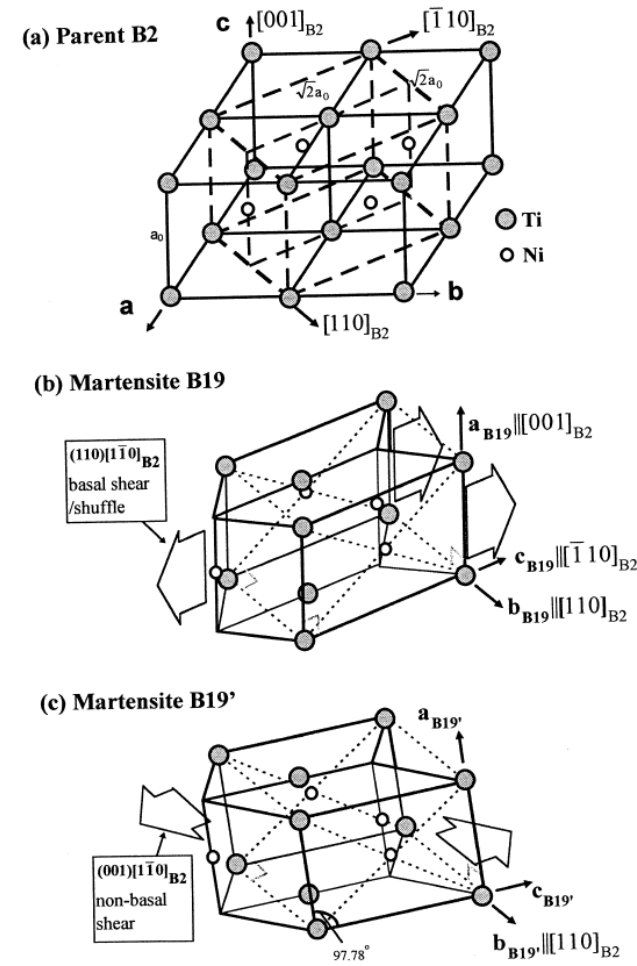 (a) Parent B2
c
[001]B2
[1̅10]B2
√2a0
√2a0
a0
Ti
Ni
a
b
[110]B2
(b) Martensite B19
(110)[11̅0]B2
basal shear
/shuffle
aB19||[001]B2
cB19||[1̅10]B2
bB19||[110]B2
(c) Martensite B19’
aB19'
(001)[11̅0]B2
non-basal
shear
cB19'
bB19'||[110]B2
97.78°